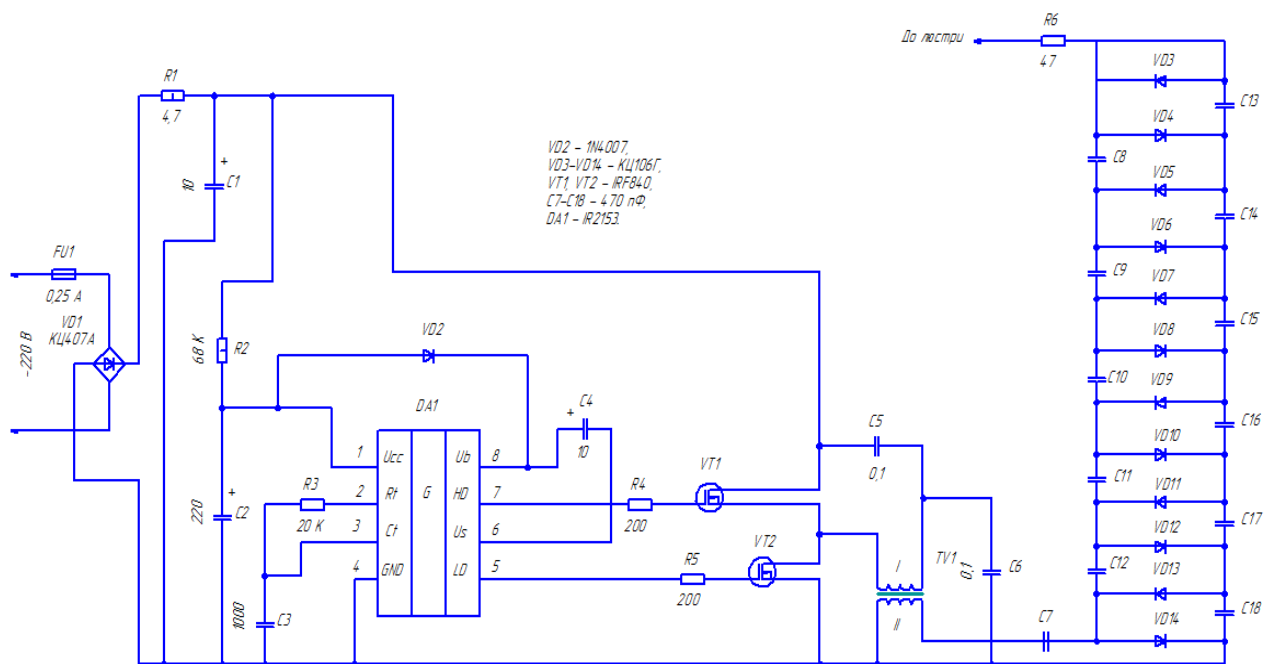 R6
До люстри
47
R1
4,7
VD3
C13
VD4
VD2 – 1N4007,
VD3–VD14 – КЦ106Г,
VT1, VT2 – IRF840,
C7–C18 – 470 пФ,
DA1 – IR2153.
+
10
C1
C8
VD5
C14
VD6
FU1
0,25 А
C9
VD7
VD1
КЦ407А
~220 В
68 К
R2
VD2
C15
VD8
C10
VD9
DA1
+
C4
10
C5
0,1
C16
VD10
1
Ucc
Ub
8
VT1
C11
VD11
+
220
C2
R3
20 К
2
Rt
G
HO
7
R4
200
C17
VD12
3
Ct
Us
6
VT2
TV1
0,1
C6
C12
VD13
4
GND
LO
5
R5
200
I
II
1000
C3
C7
C18
VD14